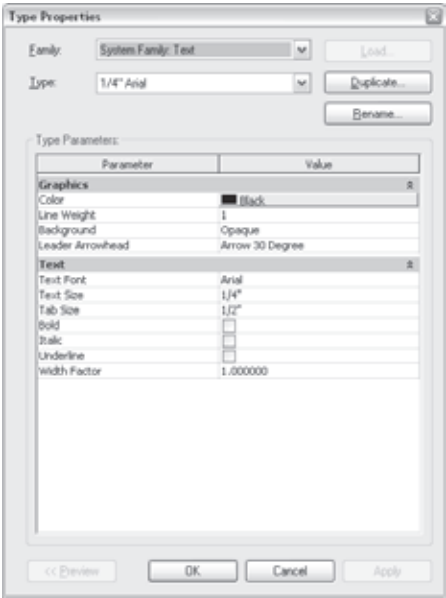 Type Properties
Family: System Family: Text Load...
Type: 1/4" Arial Duplicate...
Rename...
Type Parameters:
Parameter Value
Graphics
Color Black
Line Weight 1
Background Opaque
Leader Arrowhead Arrow 30 Degree
Text
Text Font Arial
Text Size 1/4"
Tab Size 1/2"
Bold
Italic
Underline
Width Factor 1.000000
<< Preview OK Cancel Apply